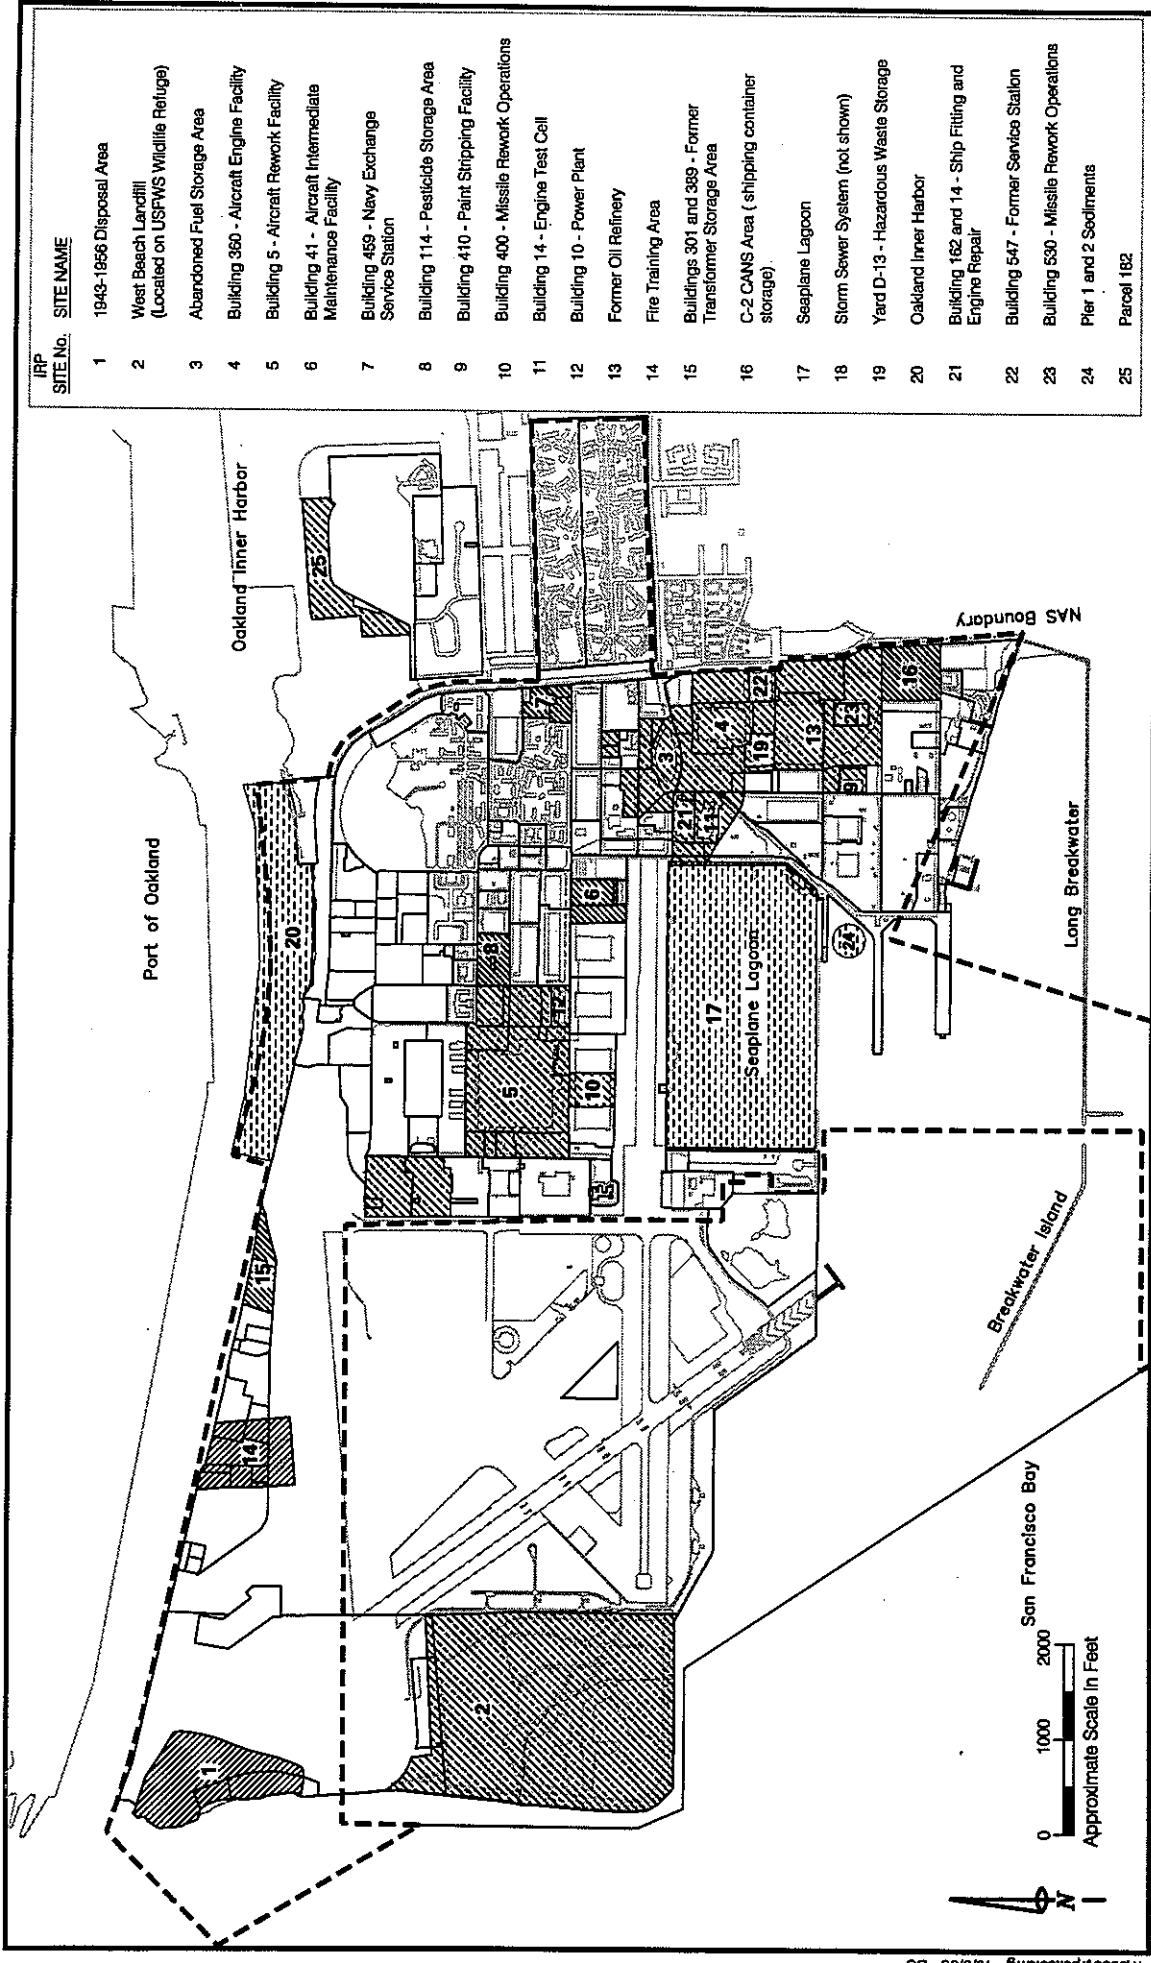 IRP
SITE No. SITE NAME
1 1943-1956 Disposal Area
2 West Beach Landfill
(Located on USFWS Wildlife Refuge)
3 Abandoned Fuel Storage Area
4 Building 360 - Aircraft Engine Facility
5 Building 5 - Aircraft Rework Facility
6 Building 41 - Aircraft Intermediate
Maintenance Facility
7 Building 459 - Navy Exchange
Service Station
8 Building 114 - Pesticide Storage Area
9 Building 410 - Paint Stripping Facility
10 Building 400 - Missile Rework Operations
11 Building 14 - Engine Test Cell
12 Building 10 - Power Plant
13 Former Oil Refinery
14 Fire Training Area
15 Buildings 301 and 389 - Former
Transformer Storage Area
16 C-2 CANS Area ( shipping container
storage)
17 Seaplane Lagoon
18 Storm Sewer System (not shown)
19 Yard D-13 - Hazardous Waste Storage
20 Oakland Inner Harbor
21 Building 162 and 14 - Ship Fitting and
Engine Repair
22 Building 547 - Former Service Station
23 Building 530 - Missile Rework Operations
24 Pier 1 and 2 Sediments
25 Parcel 182
Port of Oakland
Oakland Inner Harbor
20
25
15
14
1
2
8
7
5
12
10
6
3
4
21
11
22
19
13
23
9
16
17
Seaplane Lagoon
24
NAS Boundary
Long Breakwater
Breakwater Island
San Francisco Bay
0 1000 2000
Approximate Scale in Feet
N